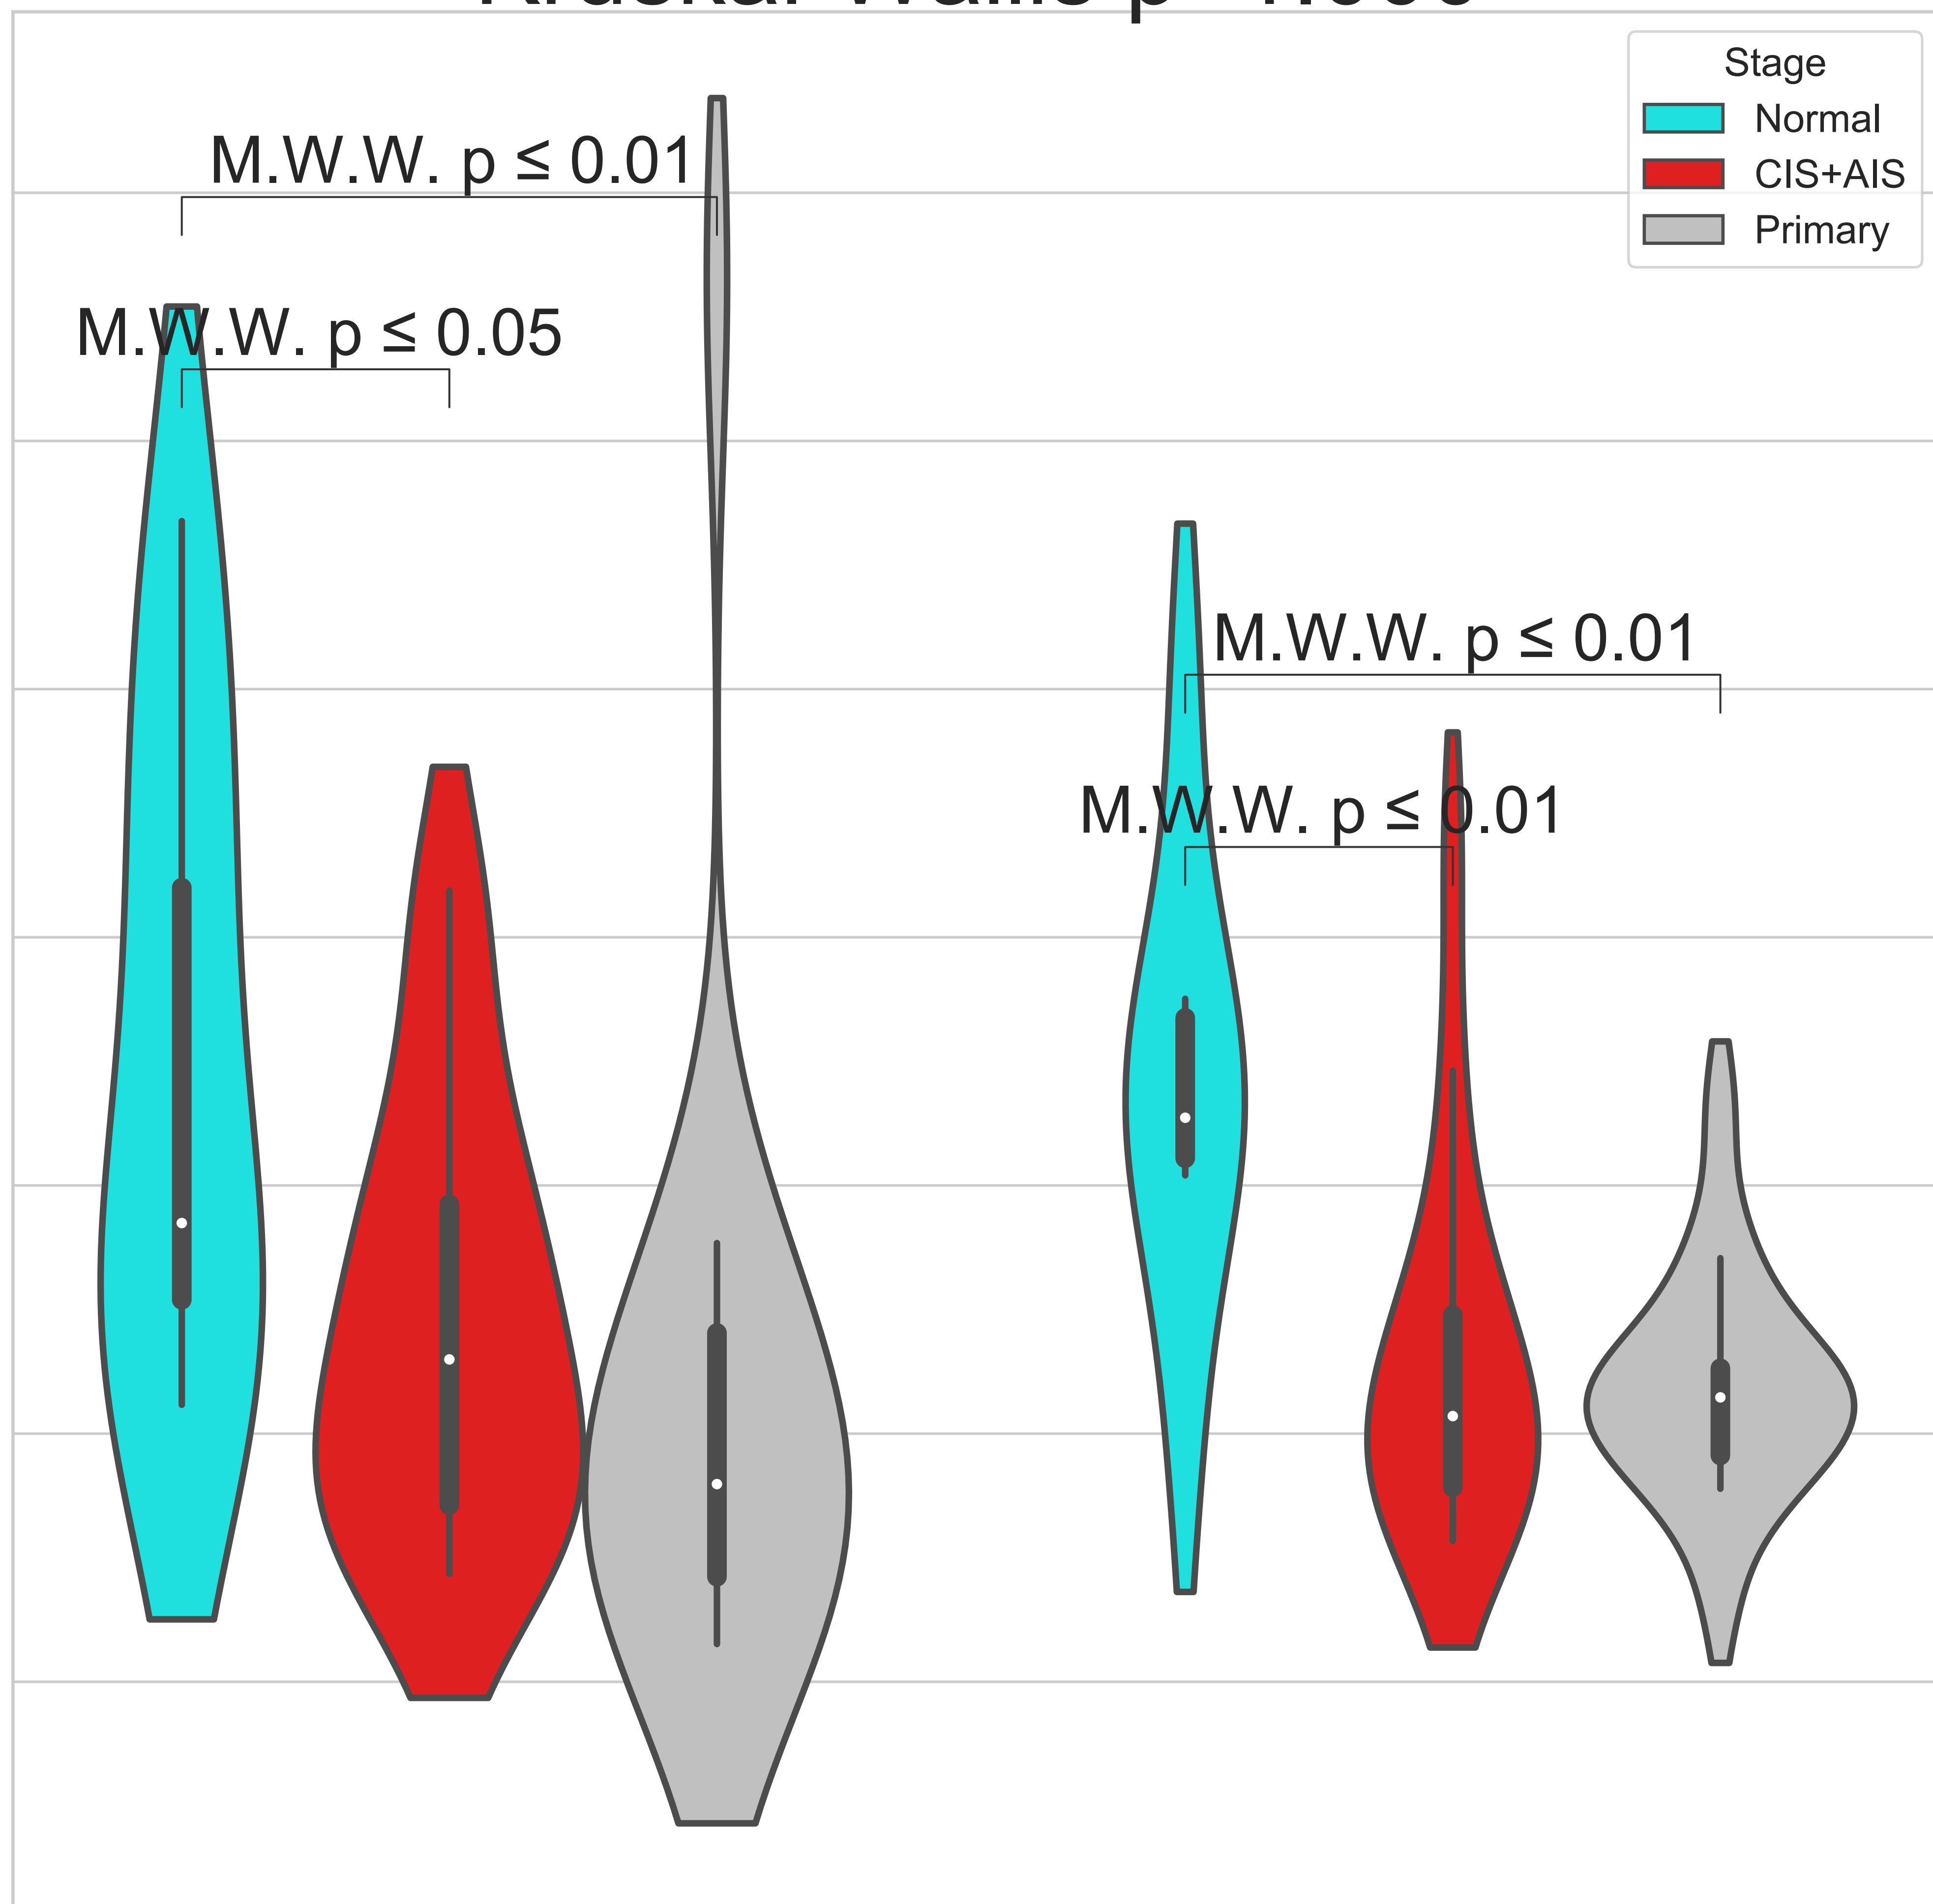 Stage
Normal
CIS+AIS
Primary
M.W.W. p ≤ 0.01
M.W.W. p ≤ 0.05
M.W.W. p ≤ 0.01
M.W.W. p ≤ 0.01